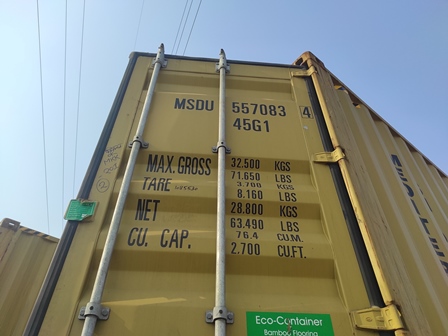 MSDU 557083 4
45G1
MAX.GROSS 32.500 KGS
71.650 LBS
TARE 3.700 KGS
8.160 LBS
NET 28.800 KGS
63.490 LBS
CU. CAP. 76.4 CU.M.
2.700 CU.FT.
Eco-Container
Bamboo Flooring